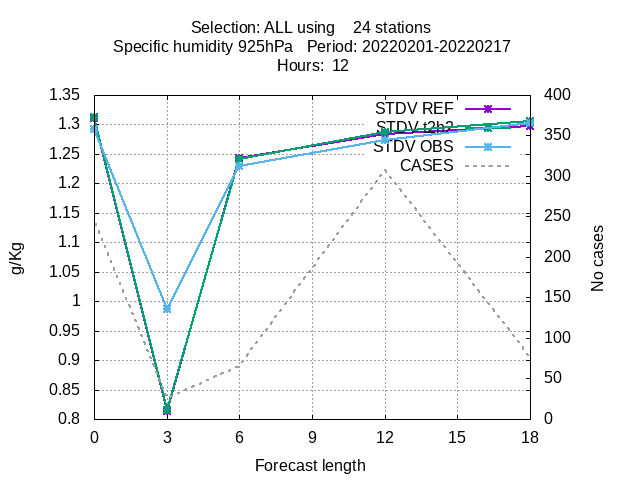 Selection: ALL using    24 stations
Specific humidity 925hPa   Period: 20220201-20220217
Hours:  12
1.35
1.3
1.25
1.2
1.15
1.1
1.05
1
0.95
0.9
0.85
0.8
g/Kg
STDV REF
STDV
STDV OBS
CASES
400
350
300
250
200
150
100
50
0
No cases
0 3 6 9 12 15 18
Forecast length